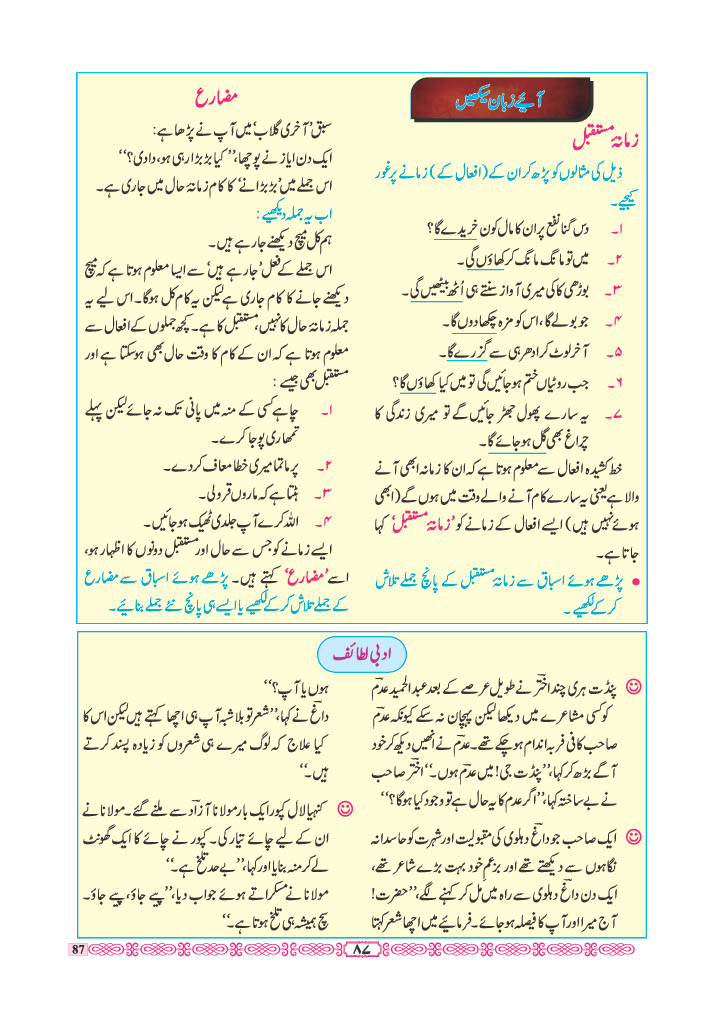 آئیے زبان سیکھیں
زمانۂ مستقبل
ذیل کی مثالوں کو پڑھ کر ان کے (افعال کے) زمانے پر غور
کیجیے۔
۱۔ دس گنا نفع پر ان کا مال کون خریدے گا؟
۲۔ میں تو مانگ مانگ کر کھاؤں گی۔
۳۔ بوڑھی کاکی میری آواز سنتے ہی اُٹھ بیٹھیں گی۔
۴۔ جو بولے گا، اس کو مزہ چکھا دوں گا۔
۵۔ آخر لوٹ کر ادھر ہی سے گزرے گا۔
۶۔ جب روٹیاں ختم ہو جائیں گی تو میں کیا کھاؤں گا؟
۷۔ یہ سارے پھول جھڑ جائیں گے تو میری زندگی کا
چراغ بھی گل ہو جائے گا۔
خط کشیدہ افعال سے معلوم ہوتا ہے کہ ان کا زمانہ ابھی آنے
والا ہے یعنی یہ سارے کام آنے والے وقت میں ہوں گے (ابھی
ہوئے نہیں ہیں) ایسے افعال کے زمانے کو ’زمانۂ مستقبل‘ کہا
جاتا ہے۔
• پڑھے ہوئے اسباق سے زمانۂ مستقبل کے پانچ جملے تلاش
کر کے لکھیے۔
مضارع
سبق ’آخری گلاب‘ میں آپ نے پڑھا ہے:
ایک دن ایاز نے پوچھا، ’’کیا بڑبڑا رہی ہو، دادی؟‘‘
اس جملے میں ’بڑبڑانے‘ کا کام زمانۂ حال میں جاری ہے۔
اب یہ جملہ دیکھیے:
ہم کل میچ دیکھنے جا رہے ہیں۔
اس جملے کے فعل ’جا رہے ہیں‘ سے ایسا معلوم ہوتا ہے کہ میچ
دیکھنے جانے کا کام جاری ہے لیکن یہ کام کل ہوگا۔ اس لیے یہ
جملہ زمانۂ حال کا نہیں، مستقبل کا ہے۔ کچھ جملوں کے افعال سے
معلوم ہوتا ہے کہ ان کے کام کا وقت حال بھی ہوسکتا ہے اور
مستقبل بھی جیسے:
۱۔ چاہے کسی کے منہ میں پانی تک نہ جائے لیکن پہلے
تمھاری پوجا کرے۔
۲۔ پرماتما میری خطا معاف کر دے۔
۳۔ ہٹتا ہے کہ ماروں قرولی۔
۴۔ اللہ کرے آپ جلدی ٹھیک ہو جائیں۔
ایسے زمانے کو جس سے حال اور مستقبل دونوں کا اظہار ہو،
اسے ’مضارع‘ کہتے ہیں۔ پڑھے ہوئے اسباق سے مضارع
کے جملے تلاش کر کے لکھیے یا ایسے ہی پانچ نئے جملے بنائیے۔
ادبی لطائف
پنڈت ہری چند اخترؔ نے طویل عرصے کے بعد عبدالحمید عدمؔ
کو کسی مشاعرے میں دیکھا لیکن پہچان نہ سکے کیونکہ عدمؔ
صاحب کافی فربہ اندام ہو چکے تھے۔ عدمؔ نے انھیں دیکھ کر خود
آگے بڑھ کر کہا، ’’پنڈت جی! میں عدمؔ ہوں۔‘‘ اخترؔ صاحب
نے بے ساختہ کہا، ’’اگر عدم کا یہ حال ہے تو وجود کیا ہوگا؟‘‘
ایک صاحب جو داغؔ دہلوی کی مقبولیت اور شہرت کو حاسدانہ
نگاہوں سے دیکھتے تھے اور بزعمِ خود بہت بڑے شاعر تھے،
ایک دن داغؔ دہلوی سے راہ میں مل کر کہنے لگے، ’’حضرت!
آج میرا اور آپ کا فیصلہ ہو جائے۔ فرمائیے میں اچھا شعر کہتا
ہوں یا آپ؟‘‘
داغؔ نے کہا، ’’شعر تو بلاشبہ آپ ہی اچھا کہتے ہیں لیکن اس کا
کیا علاج کہ لوگ میرے ہی شعروں کو زیادہ پسند کرتے
ہیں۔‘‘
کنہیا لال کپور ایک بار مولانا آزادؔ سے ملنے گئے۔ مولانا نے
ان کے لیے چائے تیار کی۔ کپور نے چائے کا ایک گھونٹ
لے کر منہ بنایا اور کہا، ’’بے حد تلخ ہے۔‘‘
مولانا نے مسکراتے ہوئے جواب دیا، ’’پیے جاؤ، پیے جاؤ۔
سچ ہمیشہ ہی تلخ ہوتا ہے۔‘‘
۸۷
87